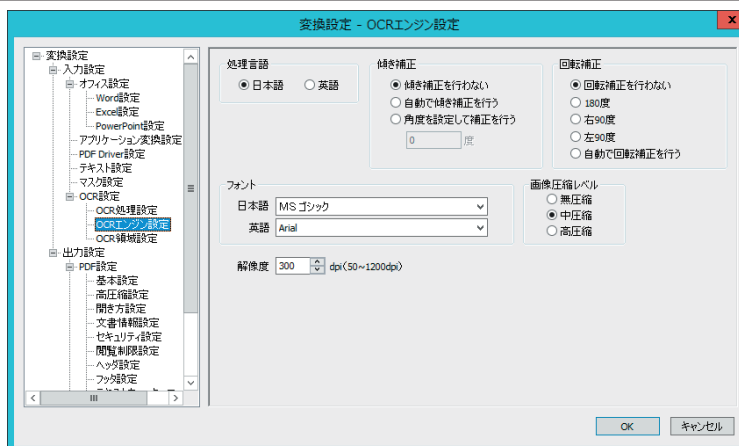 変換設定 - OCRエンジン設定
x
変換設定
入力設定
オフィス設定
Word設定
Excel設定
PowerPoint設定
アプリケーション変換設定
PDF Driver設定
テキスト設定
マスク設定
OCR設定
OCR処理設定
OCRエンジン設定
OCR領域設定
出力設定
PDF設定
基本設定
高圧縮設定
開き方設定
文書情報設定
セキュリティ設定
閲覧制限設定
ヘッダ設定
フッタ設定
処理言語
日本語 英語
傾き補正
傾き補正を行わない
自動で傾き補正を行う
角度を設定して補正を行う
0 度
回転補正
回転補正を行わない
180度
右90度
左90度
自動で回転補正を行う
フォント
日本語 MS ゴシック
英語 Arial
画像圧縮レベル
無圧縮
中圧縮
高圧縮
解像度 300 dpi(50~1200dpi)
OK キャンセル